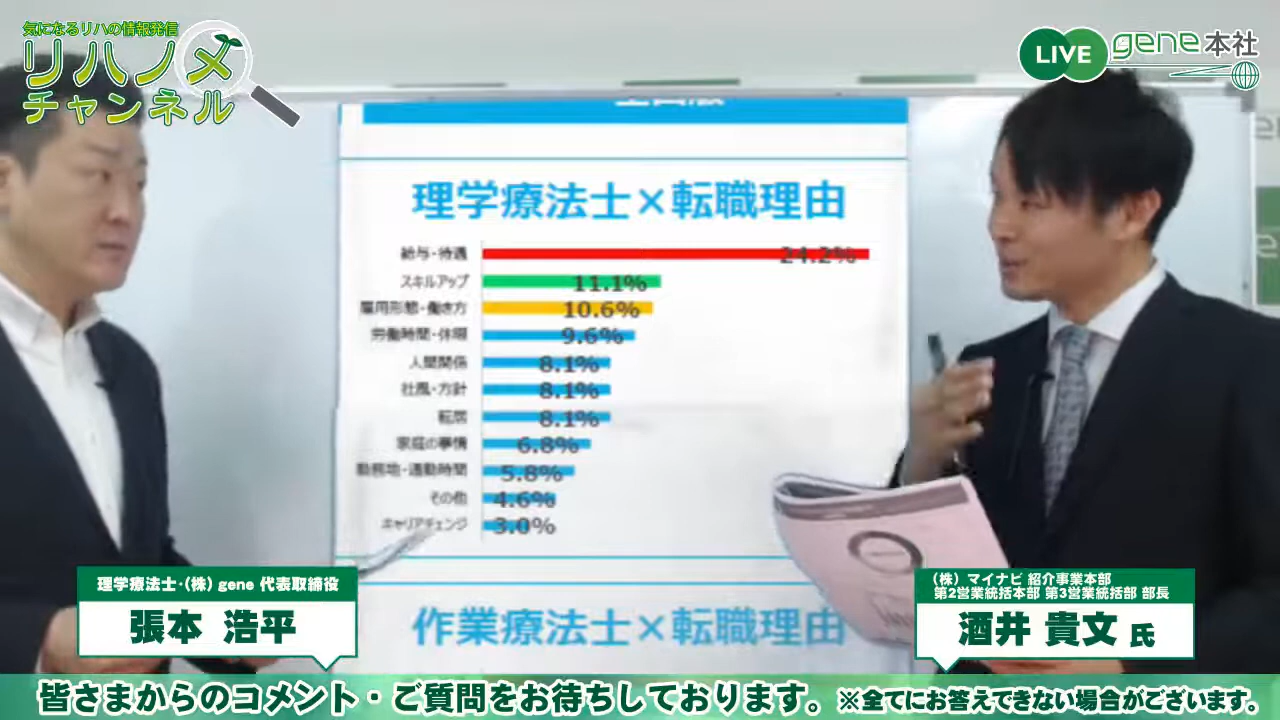 気になるリハの情報発信
リハノメ
チャンネル
LIVE
gene本社
理学療法士×転職理由
給与・待遇 24.2%
スキルアップ 11.1%
雇用形態・働き方 10.6%
労働時間・休暇 9.6%
人間関係 8.1%
社風・方針 8.1%
転居 8.1%
家庭の事情 6.8%
勤務地・通勤時間 5.8%
その他 4.6%
キャリアチェンジ 3.0%
作業療法士×転職理由
理学療法士・(株) gene 代表取締役
張本 浩平
(株) マイナビ 紹介事業本部
第2営業統括本部 第3営業統括部 部長
酒井 貴文 氏
皆さまからのコメント・ご質問をお待ちしております。※全てにお答えできない場合がございます。